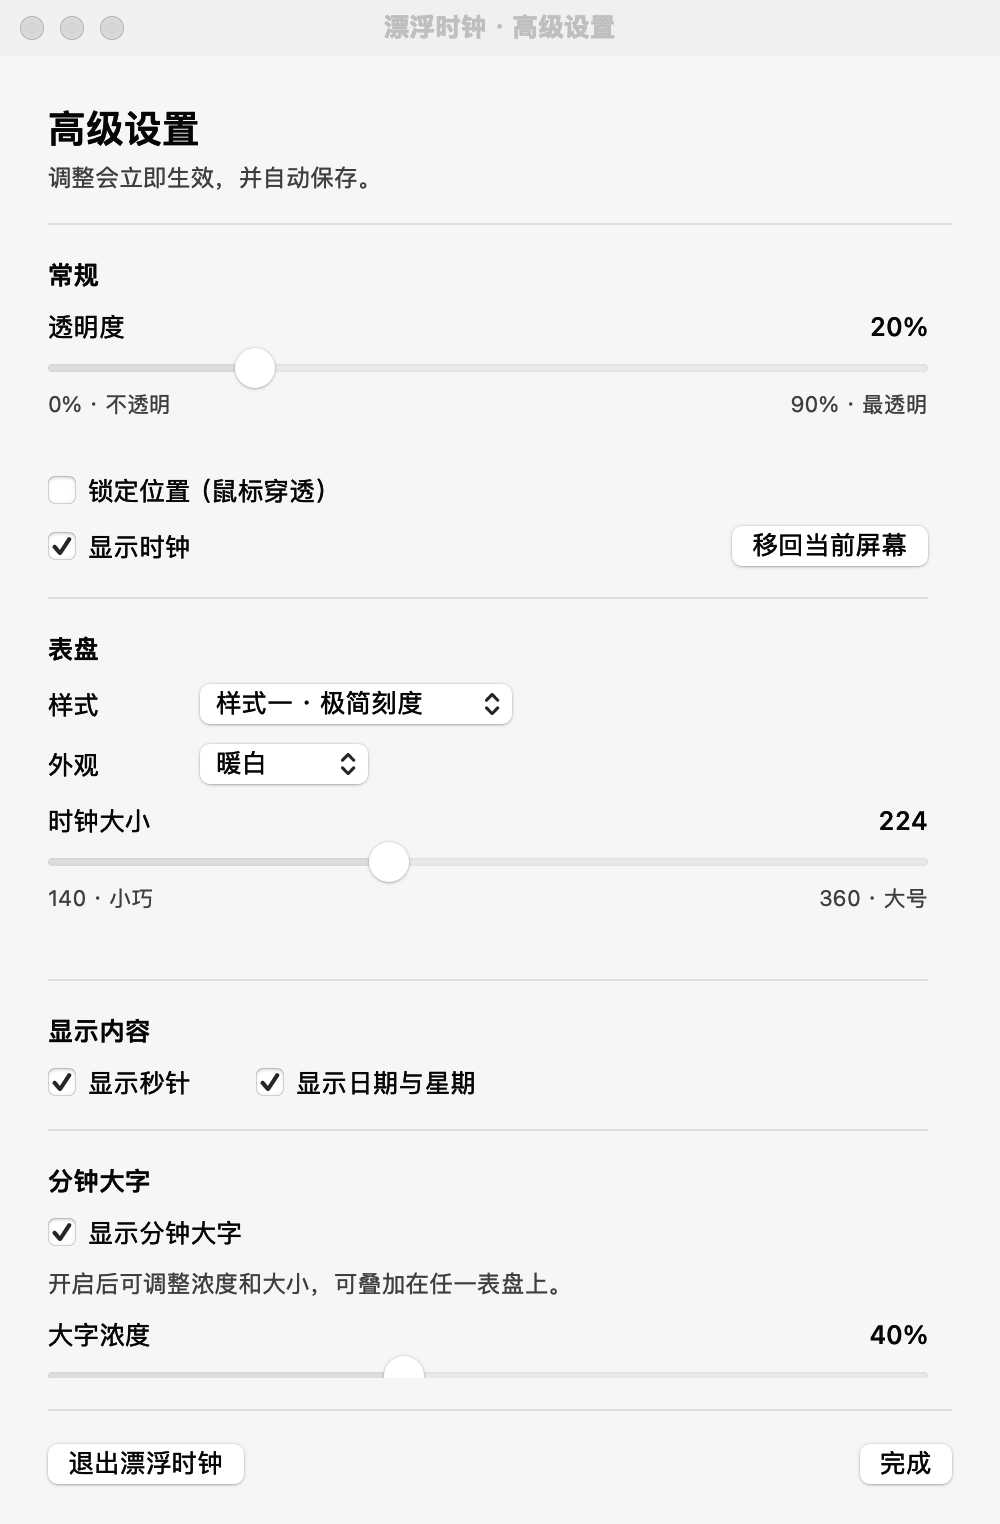 漂浮时钟 · 高级设置
高级设置
调整会立即生效，并自动保存。
常规
透明度 20%
0% · 不透明 90% · 最透明
锁定位置（鼠标穿透）
显示时钟 移回当前屏幕
表盘
样式 样式一 · 极简刻度
外观 暖白
时钟大小 224
140 · 小巧 360 · 大号
显示内容
显示秒针 显示日期与星期
分钟大字
显示分钟大字
开启后可调整浓度和大小，可叠加在任一表盘上。
大字浓度 40%
退出漂浮时钟 完成